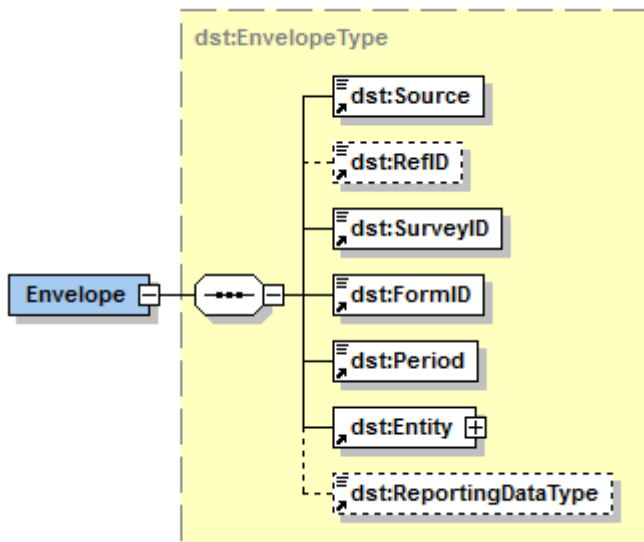 dst:EnvelopeType
dst:Source
dst:RefID
dst:SurveyID
Envelope
dst:FormID
dst:Period
dst:Entity
dst:ReportingDataType